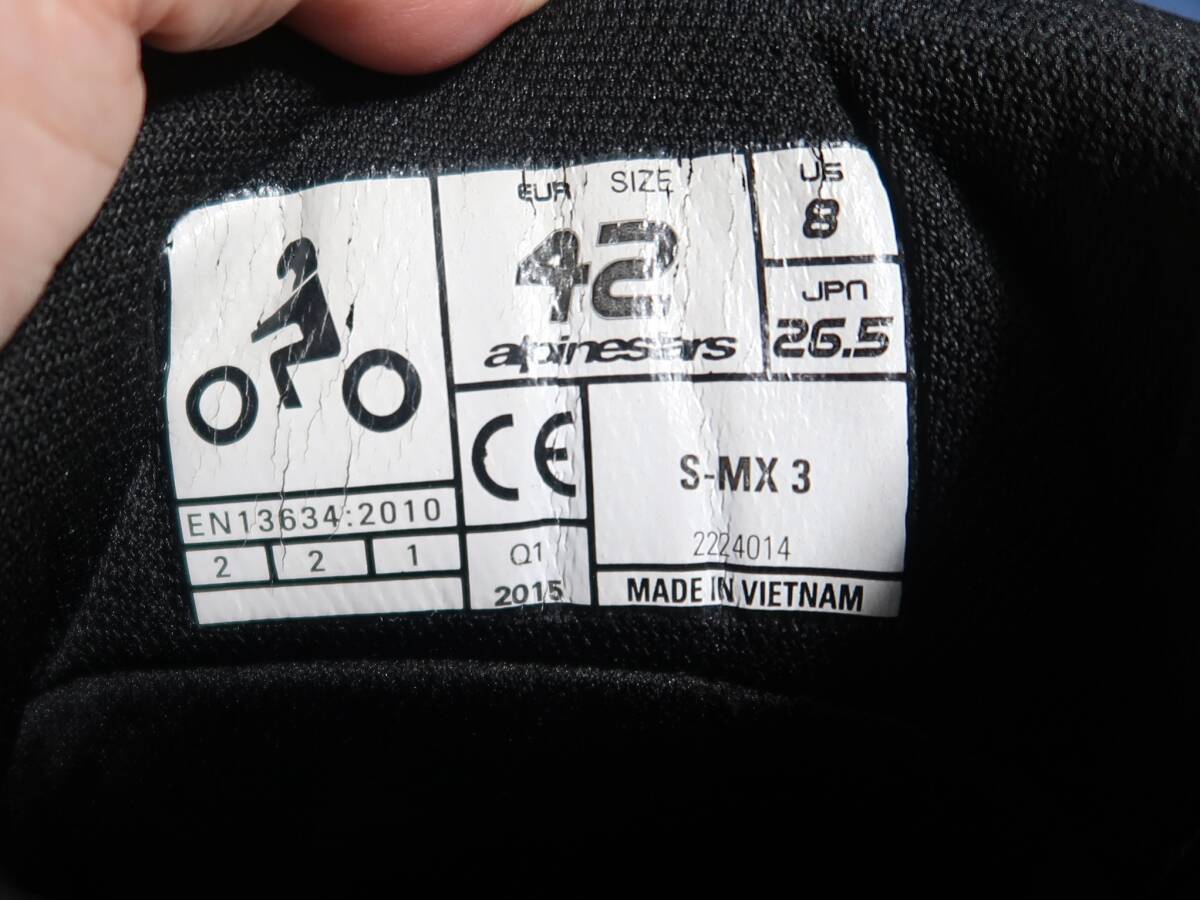 EUR SIZE
42
alpinestars
US
8
JPN
26.5
CE
S-MX 3
2224014
EN13634:2010
2 2 1
Q1
2015
MADE IN VIETNAM